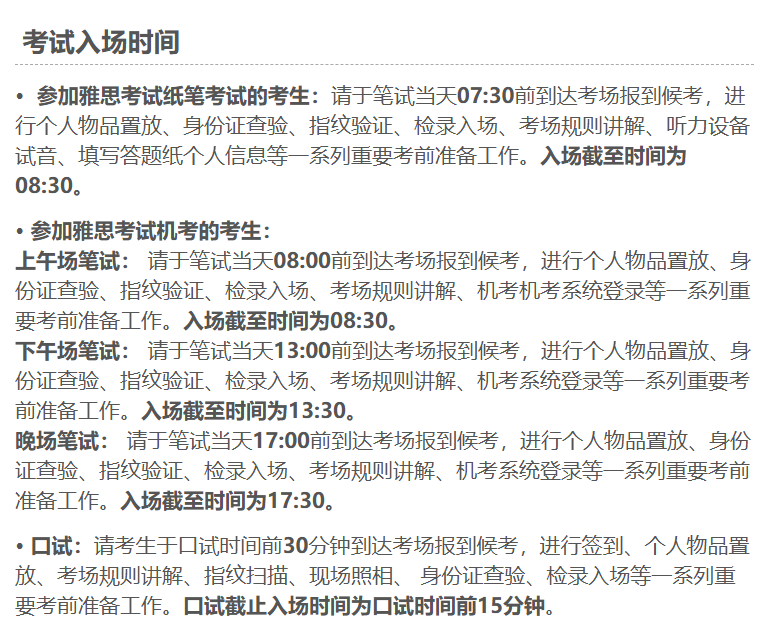 考试入场时间
• 参加雅思考试纸笔考试的考生：请于笔试当天07:30前到达考场报到候考，进
行个人物品置放、身份证查验、指纹验证、检录入场、考场规则讲解、听力设备
试音、填写答题纸个人信息等一系列重要考前准备工作。入场截至时间为
08:30。
• 参加雅思考试机考的考生：
上午场笔试： 请于笔试当天08:00前到达考场报到候考，进行个人物品置放、身
份证查验、指纹验证、检录入场、考场规则讲解、机考机考系统登录等一系列重
要考前准备工作。入场截至时间为08:30。
下午场笔试： 请于笔试当天13:00前到达考场报到候考，进行个人物品置放、身
份证查验、指纹验证、检录入场、考场规则讲解、机考系统登录等一系列重要考
前准备工作。入场截至时间为13:30。
晚场笔试： 请于笔试当天17:00前到达考场报到候考，进行个人物品置放、身份
证查验、指纹验证、检录入场、考场规则讲解、机考系统登录等一系列重要考前
准备工作。入场截至时间为17:30。
• 口试：请考生于口试时间前30分钟到达考场报到候考，进行签到、个人物品置
放、考场规则讲解、指纹扫描、现场照相、 身份证查验、检录入场等一系列重
要考前准备工作。口试截止入场时间为口试时间前15分钟。